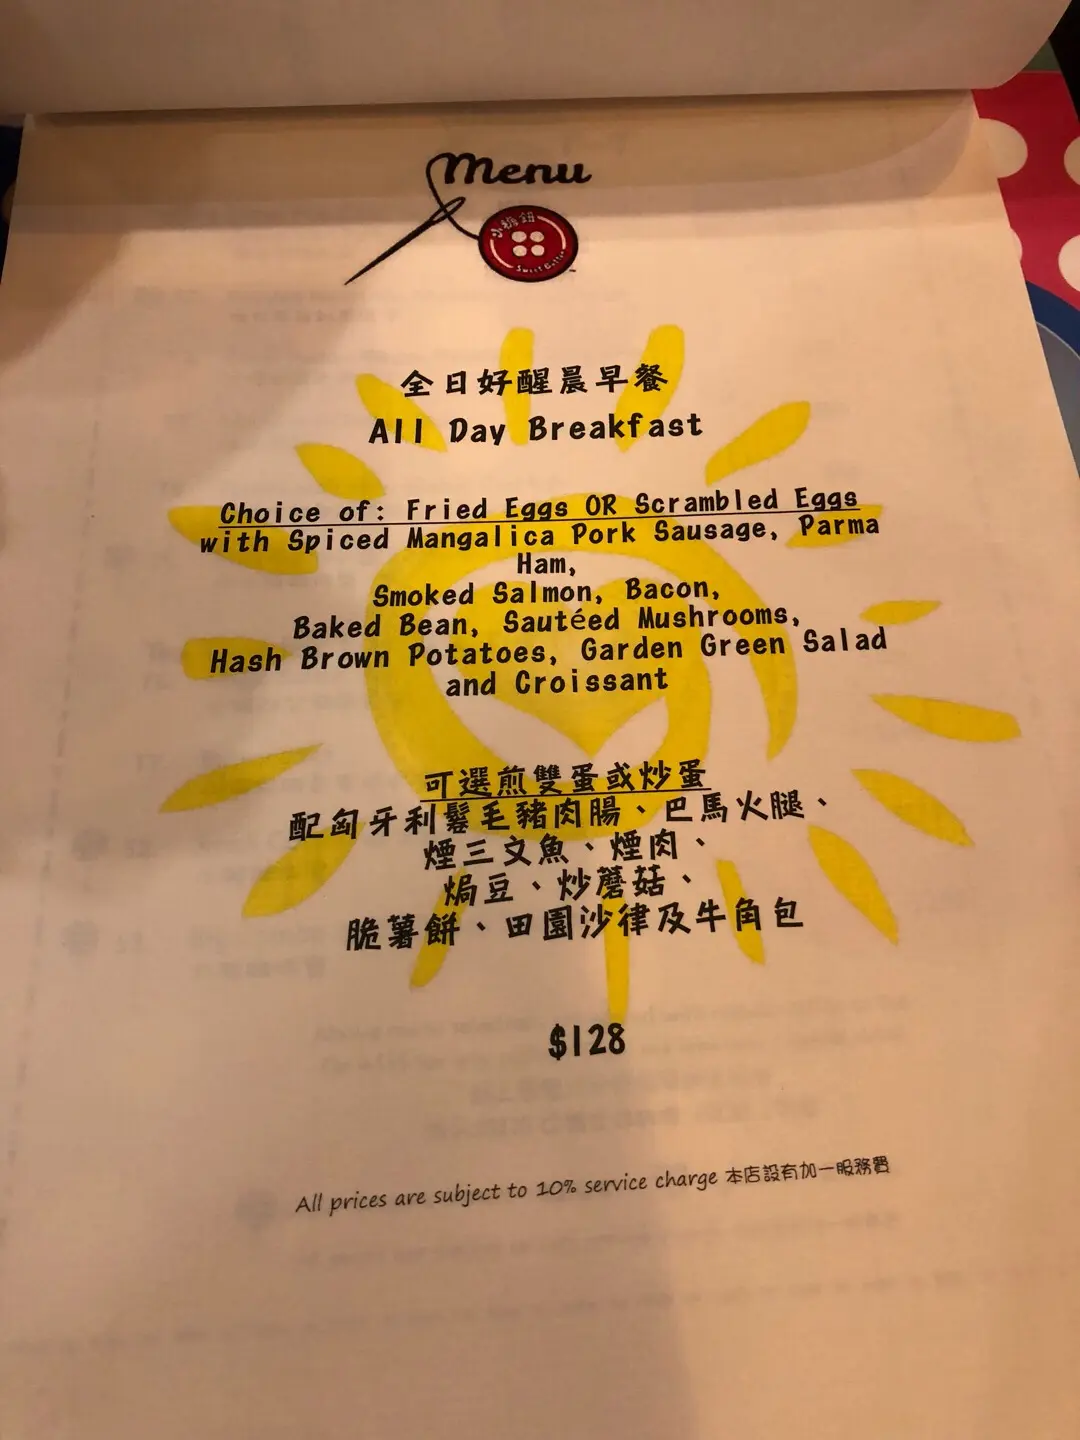 Menu
小糖鈕
Sweet Button
全日好醒晨早餐
All Day Breakfast
Choice of: Fried Eggs OR Scrambled Eggs
with Spiced Mangalica Pork Sausage, Parma
Ham,
Smoked Salmon, Bacon,
Baked Bean, Sautéed Mushrooms,
Hash Brown Potatoes, Garden Green Salad
and Croissant
可選煎雙蛋或炒蛋
配匈牙利鬈毛豬肉腸、巴馬火腿、
煙三文魚、煙肉、
焗豆、炒蘑菇、
脆薯餅、田園沙律及牛角包
$128
All prices are subject to 10% service charge 本店設有加一服務費